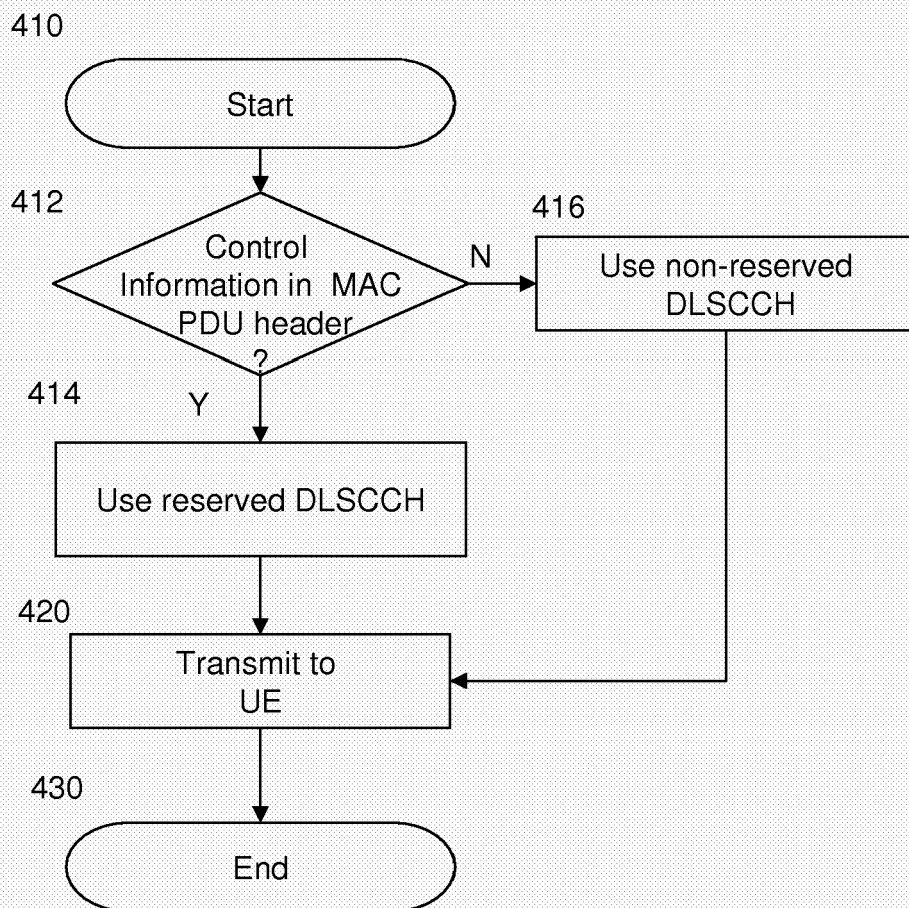 410
Start
412
Control
Information in MAC
PDU header
?
N
416
Use non-reserved
DLSCCH
414
Y
Use reserved DLSCCH
420
Transmit to
UE
430
End